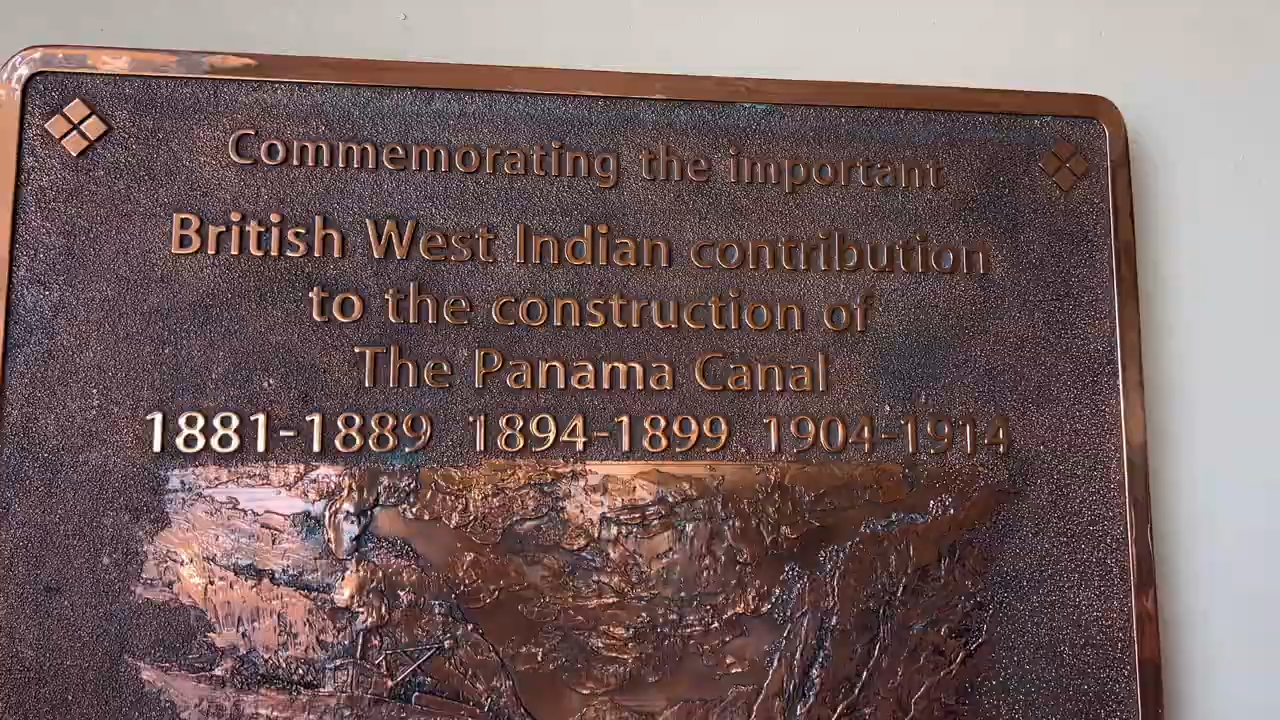 Commemorating the important
British West Indian contribution
to the construction of
The Panama Canal
1881-1889 1894-1899 1904-1914